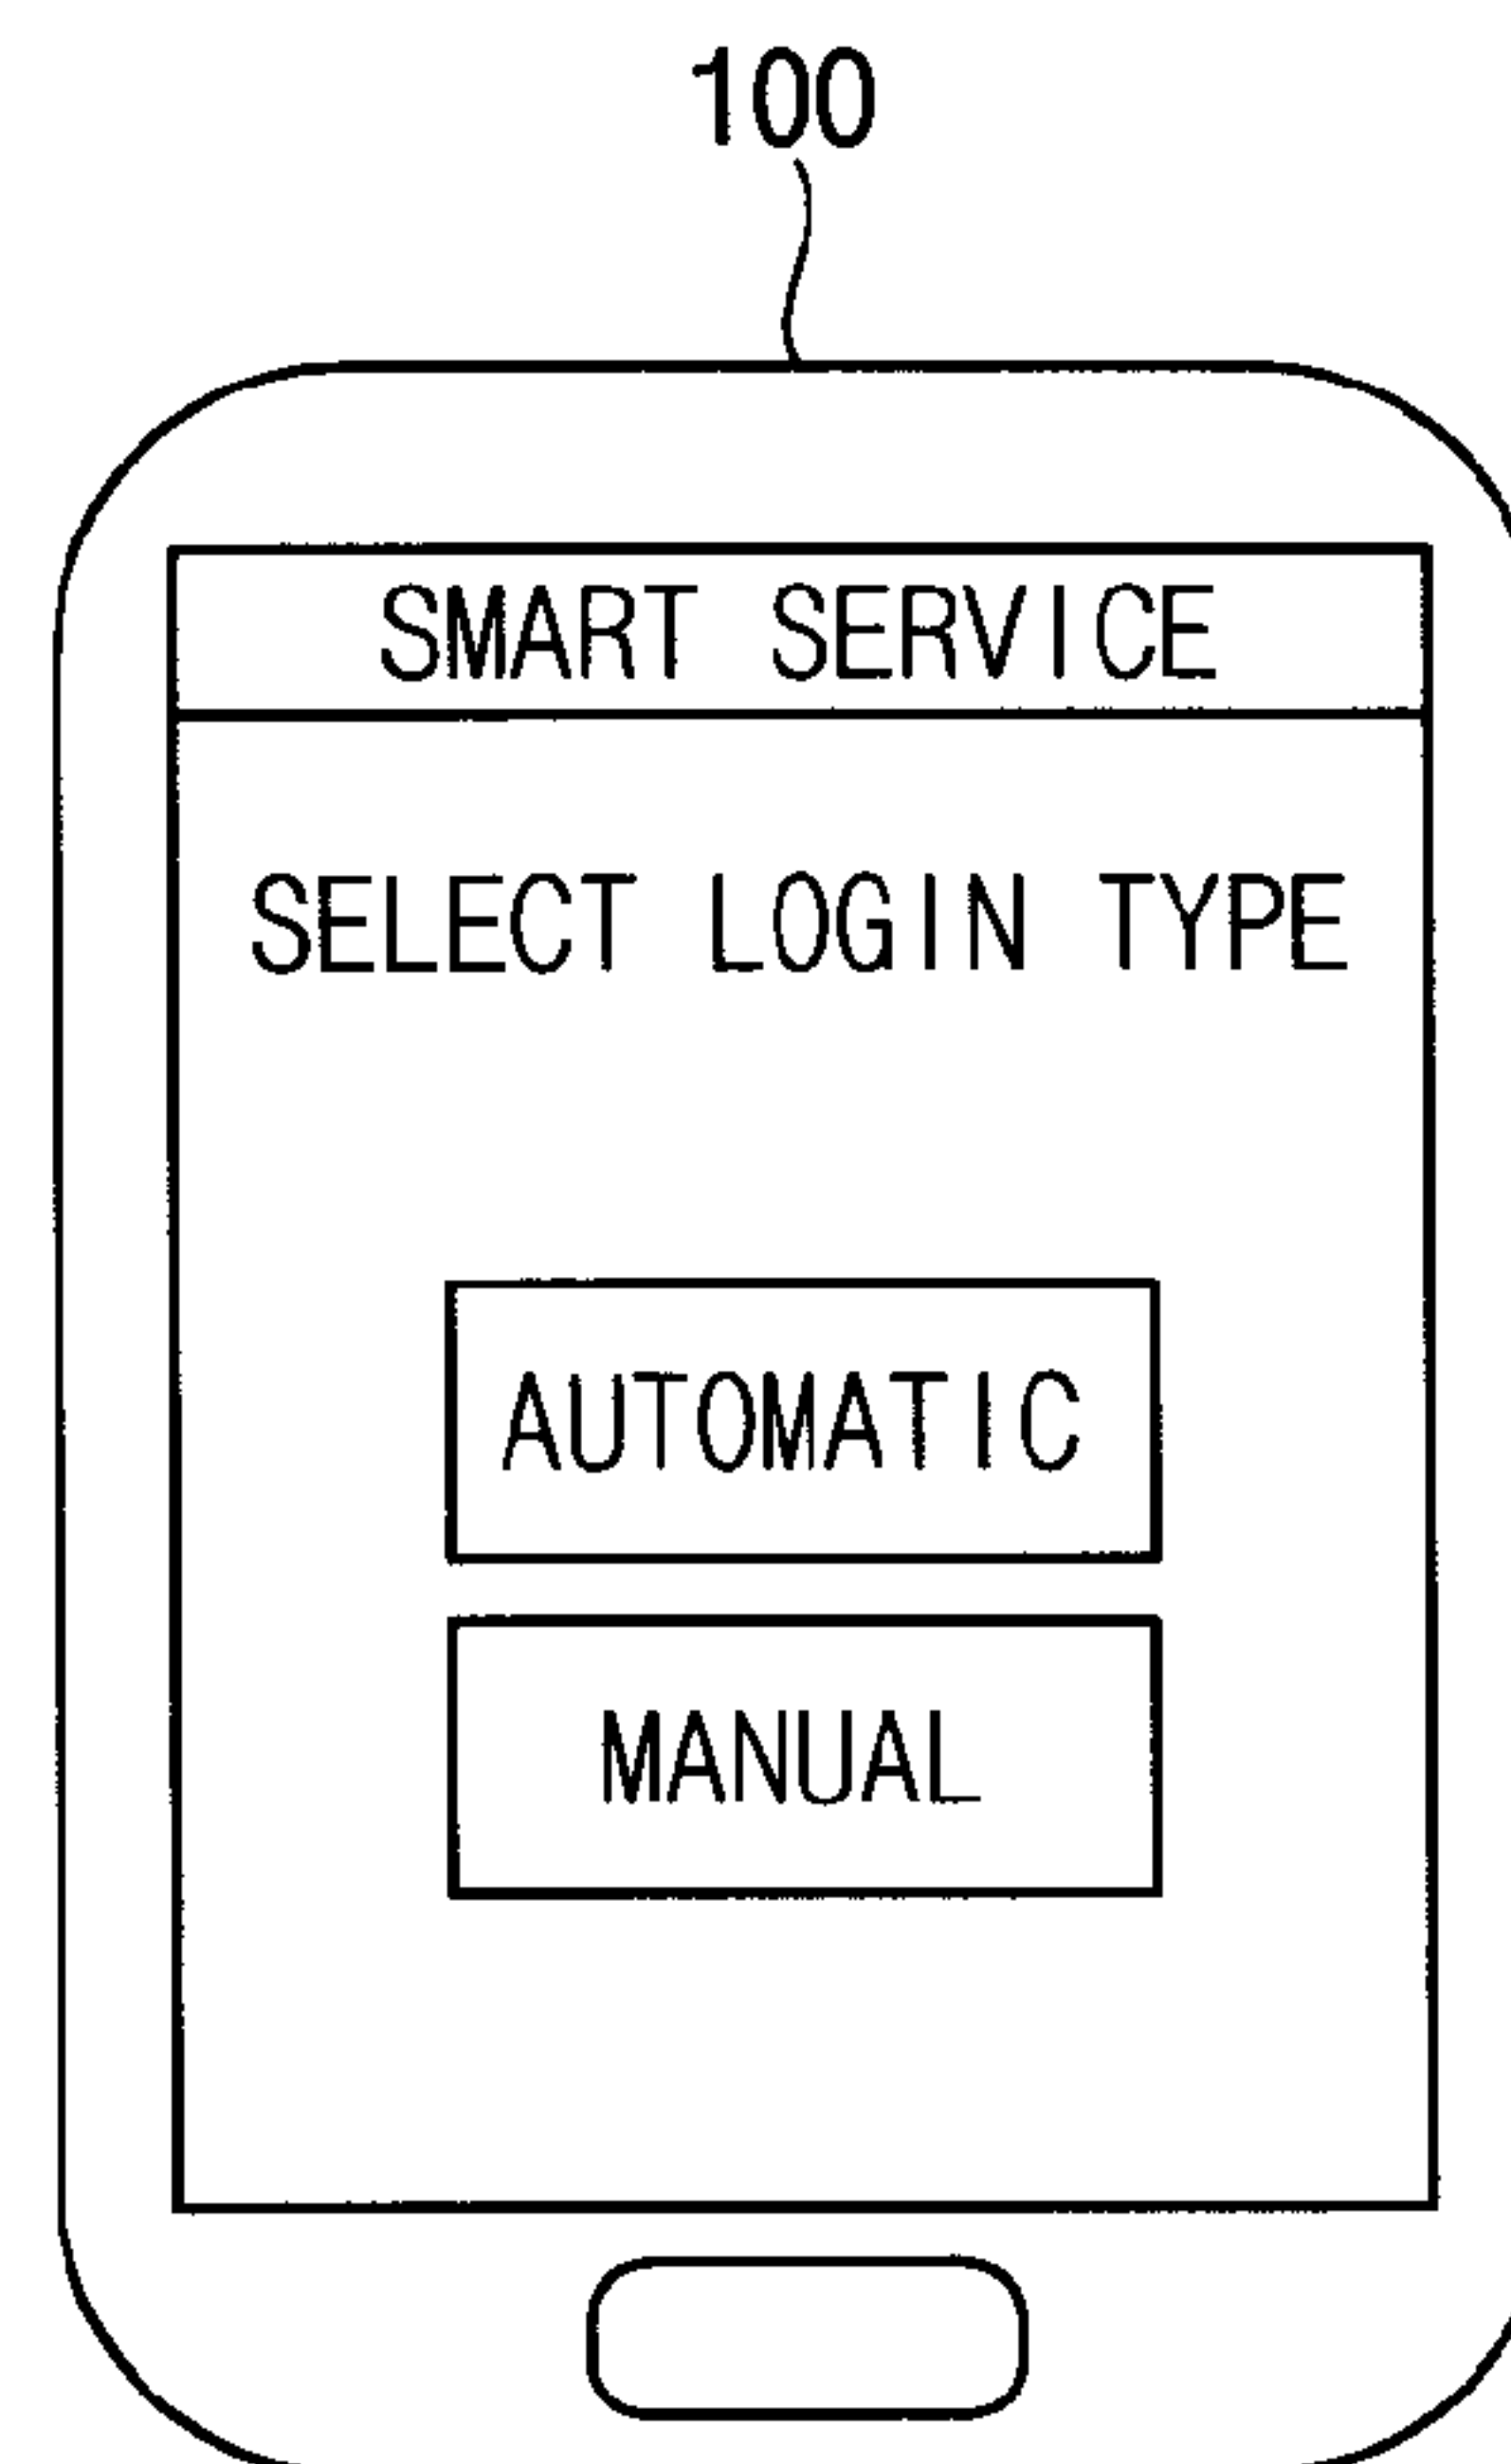 100
SMART SERVICE
SELECT LOGIN TYPE
AUTOMATIC
MANUAL